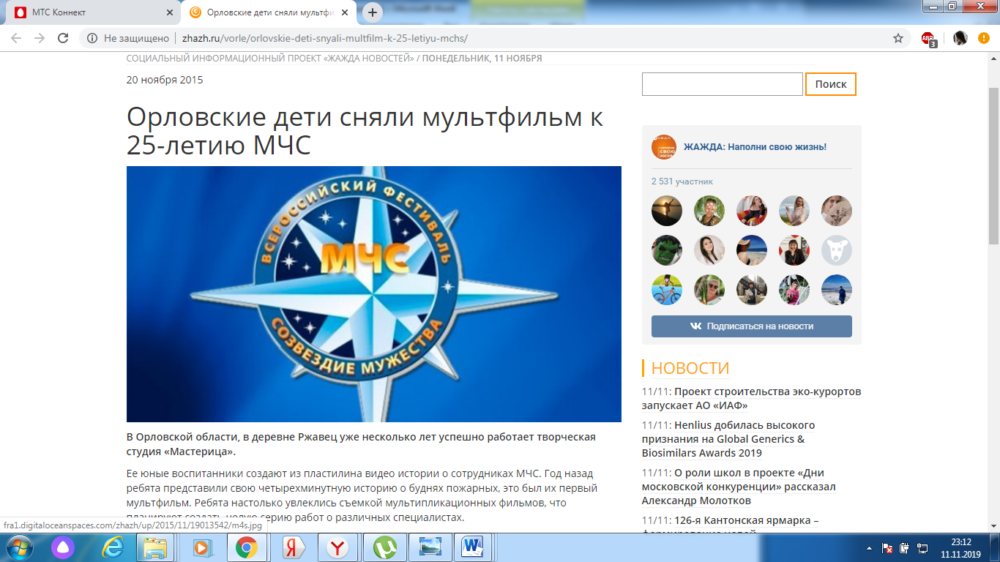 МТС Коннект
Орловские дети сняли мультфи
Не защищено
zhazh.ru/vorle/orlovskie-deti-snyali-multfilm-k-25-letiyu-mchs/
ABP
3
СОЦИАЛЬНЫЙ ИНФОРМАЦИОННЫЙ ПРОЕКТ «ЖАЖДА НОВОСТЕЙ» / ПОНЕДЕЛЬНИК, 11 НОЯБРЯ
20 ноября 2015
Орловские дети сняли мультфильм к
25-летию МЧС
ВСЕРОССИЙСКИЙ ФЕСТИВАЛЬ
МЧС
СОЗВЕЗДИЕ МУЖЕСТВА
В Орловской области, в деревне Ржавец уже несколько лет успешно работает творческая
студия «Мастерица».
Ее юные воспитанники создают из пластилина видео истории о сотрудниках МЧС. Год назад
ребята представили свою четырехминутную историю о буднях пожарных, это был их первый
мультфильм. Ребята настолько увлеклись съемкой мультипликационных фильмов, что
планируют создать целую серию работ о различных специалистах.
fra1.digitaloceanspaces.com/zhazh/up/2015/11/19013542/m4s.jpg
Поиск
ЖАЖДА: Наполни свою жизнь!
2 531 участник
Подписаться на новости
НОВОСТИ
11/11: Проект строительства эко-курортов
запускает АО «ИАФ»
11/11: Henlius добилась высокого
признания на Global Generics &
Biosimilars Awards 2019
11/11: О роли школ в проекте «Дни
московской конкуренции» рассказал
Александр Молотков
11/11: 126-я Кантонская ярмарка –
23:12
11.11.2019